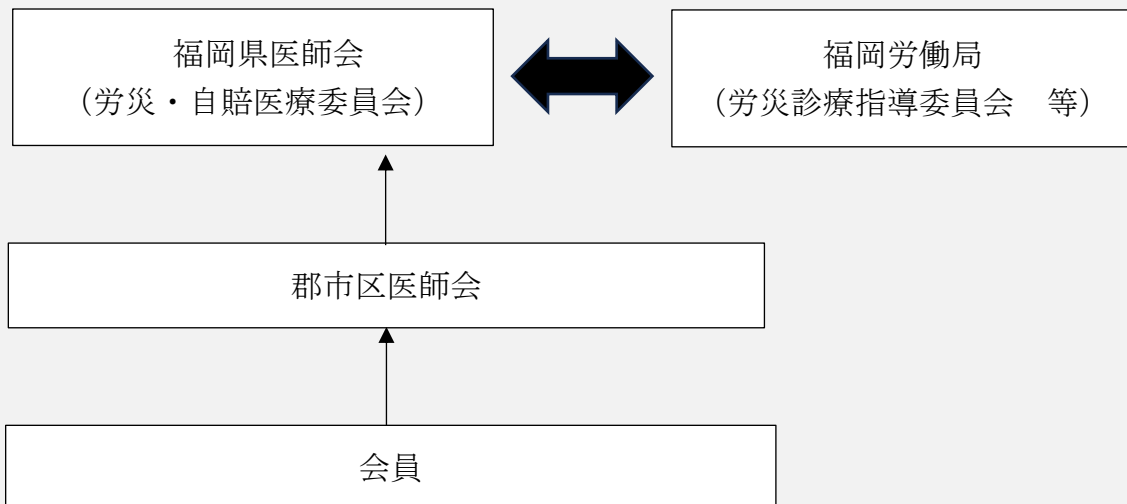 福岡県医師会
（労災・自賠医療委員会）
福岡労働局
（労災診療指導委員会　等）
郡市区医師会
会員